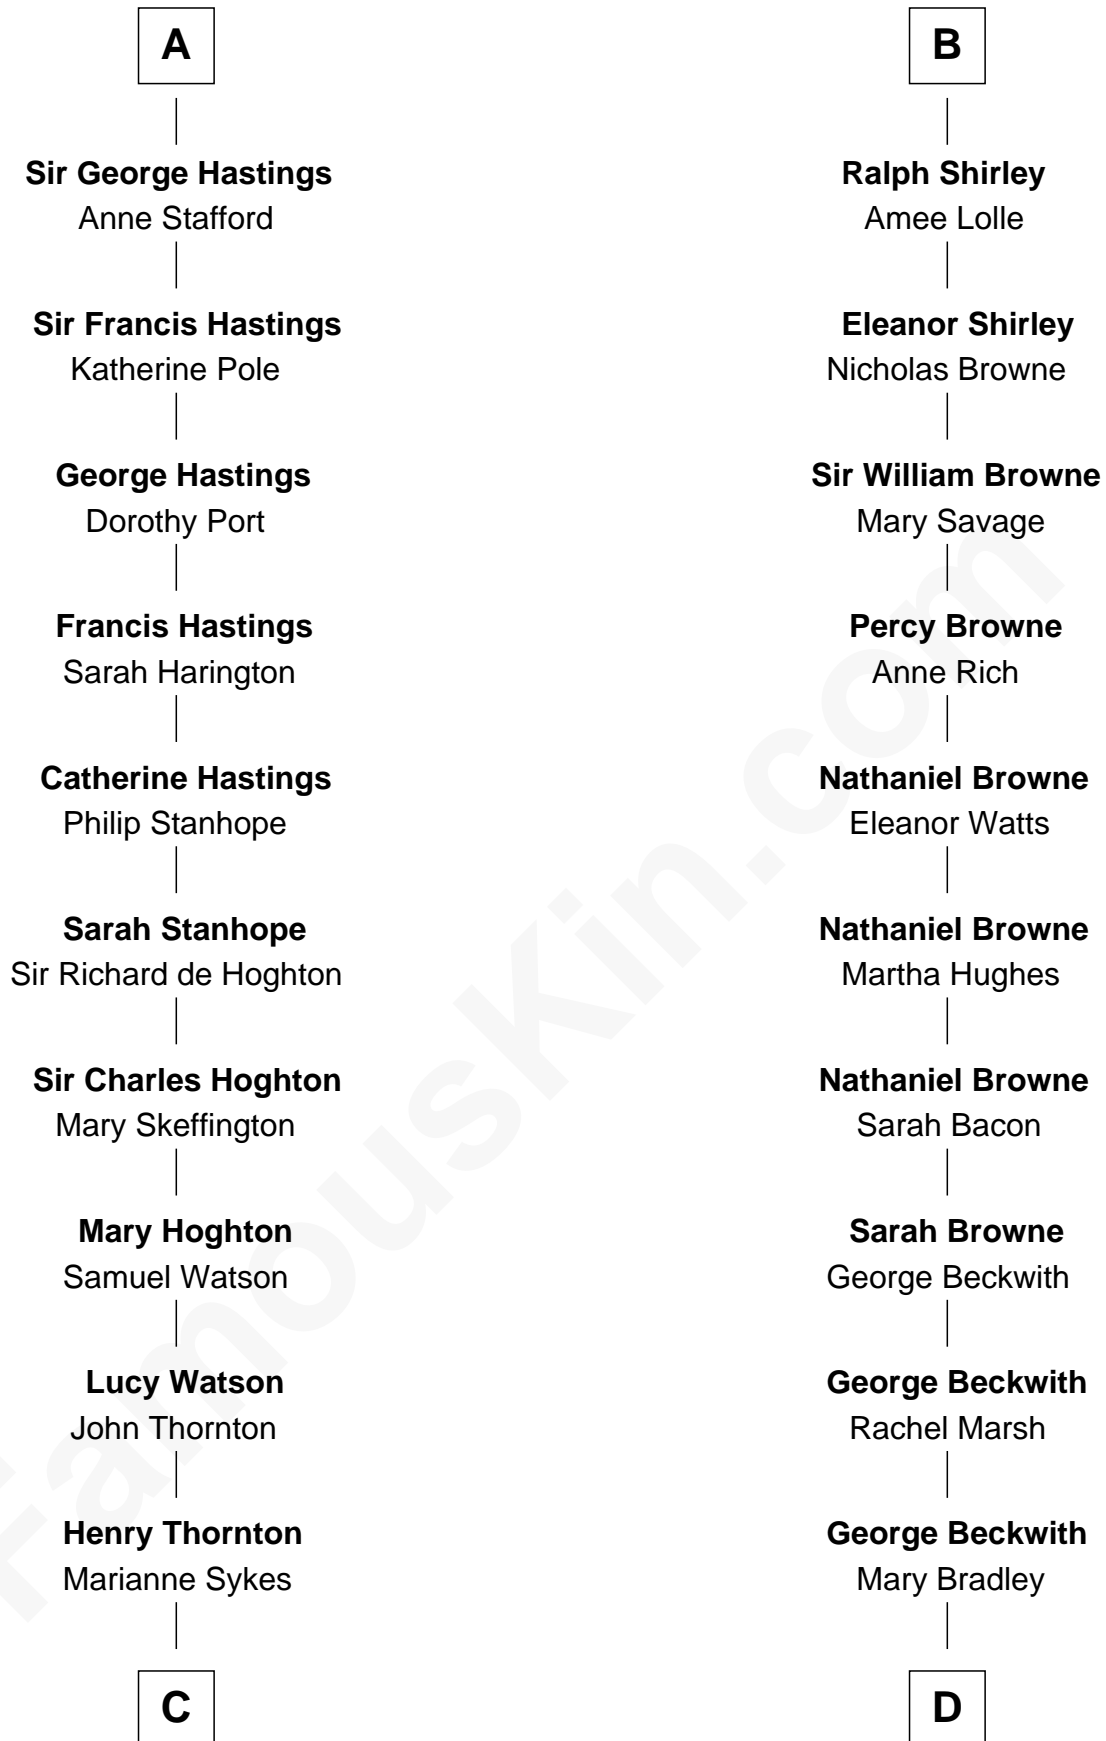 A
Sir George Hastings
Anne Stafford
Sir Francis Hastings
Katherine Pole
George Hastings
Dorothy Port
Francis Hastings
Sarah Harington
Catherine Hastings
Philip Stanhope
Sarah Stanhope
Sir Richard de Hoghton
Sir Charles Hoghton
Mary Skeffington
Mary Hoghton
Samuel Watson
Lucy Watson
John Thornton
Henry Thornton
Marianne Sykes
C
B
Ralph Shirley
Amee Lolle
Eleanor Shirley
Nicholas Browne
Sir William Browne
Mary Savage
Percy Browne
Anne Rich
Nathaniel Browne
Eleanor Watts
Nathaniel Browne
Martha Hughes
Nathaniel Browne
Sarah Bacon
Sarah Browne
George Beckwith
George Beckwith
Rachel Marsh
George Beckwith
Mary Bradley
D
FamousKin.com